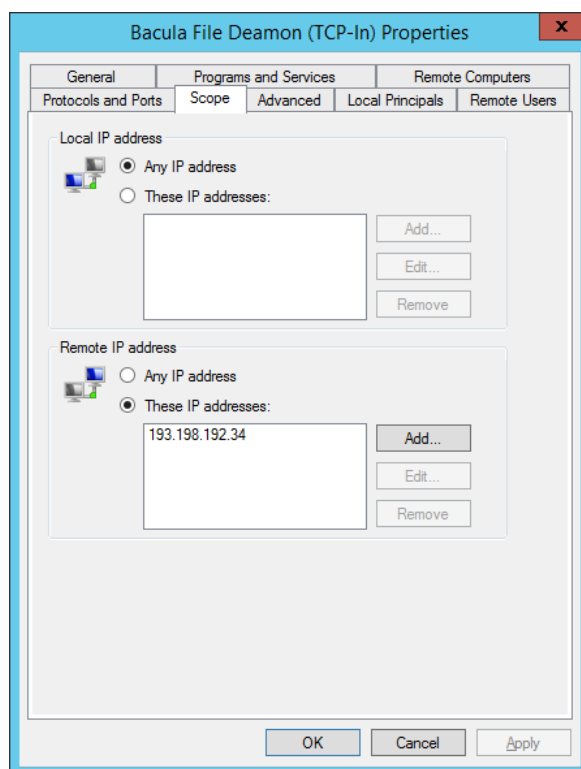 Bacula File Deamon (TCP-In) Properties
x
General Programs and Services Remote Computers
Protocols and Ports Scope Advanced Local Principals Remote Users
Local IP address
Any IP address
These IP addresses:
Add...
Edit...
Remove
Remote IP address
Any IP address
These IP addresses:
193.198.192.34
Add...
Edit...
Remove
OK Cancel Apply